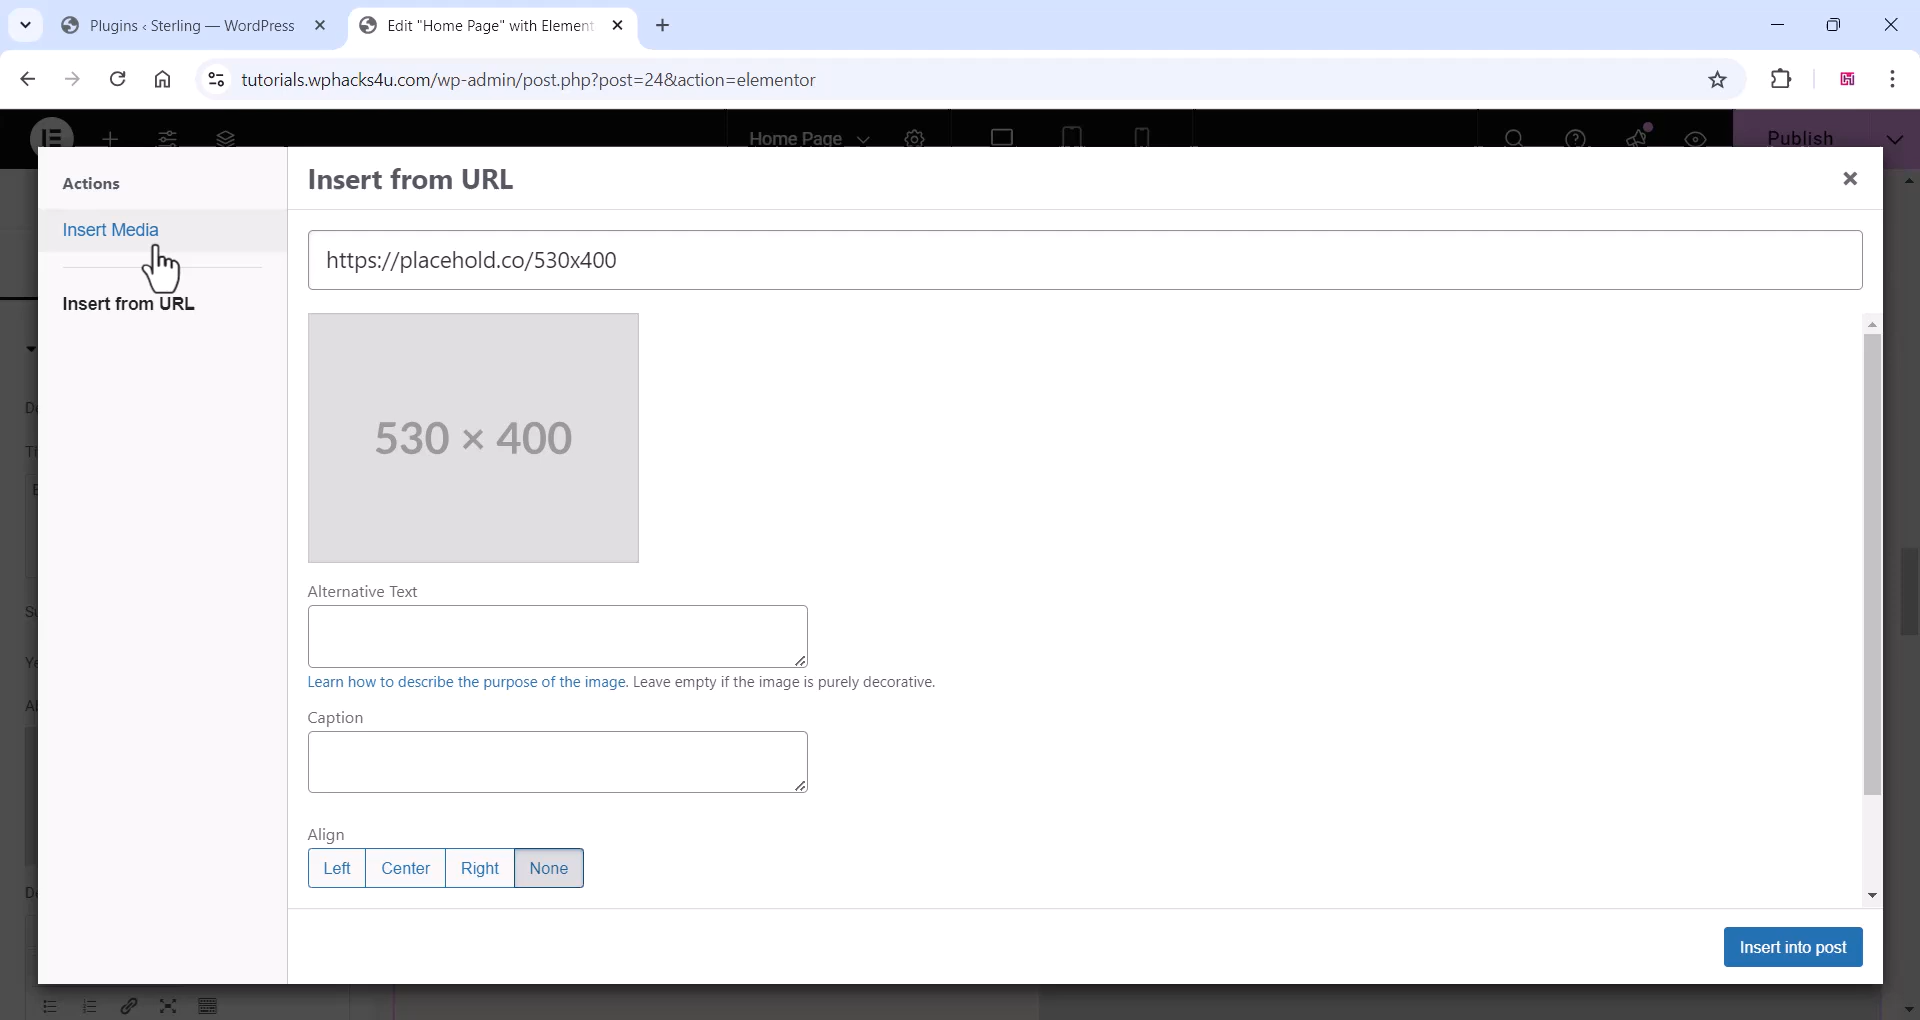 Plugins ‹ Sterling — WordPress
Edit "Home Page" with Element
tutorials.wphacks4u.com/wp-admin/post.php?post=24&action=elementor
Home Page
Publish
Actions
Insert from URL
Insert Media
https://placehold.co/530x400
Insert from URL
530 × 400
Alternative Text
Learn how to describe the purpose of the image. Leave empty if the image is purely decorative.
Caption
Align
Left Center Right None
Insert into post